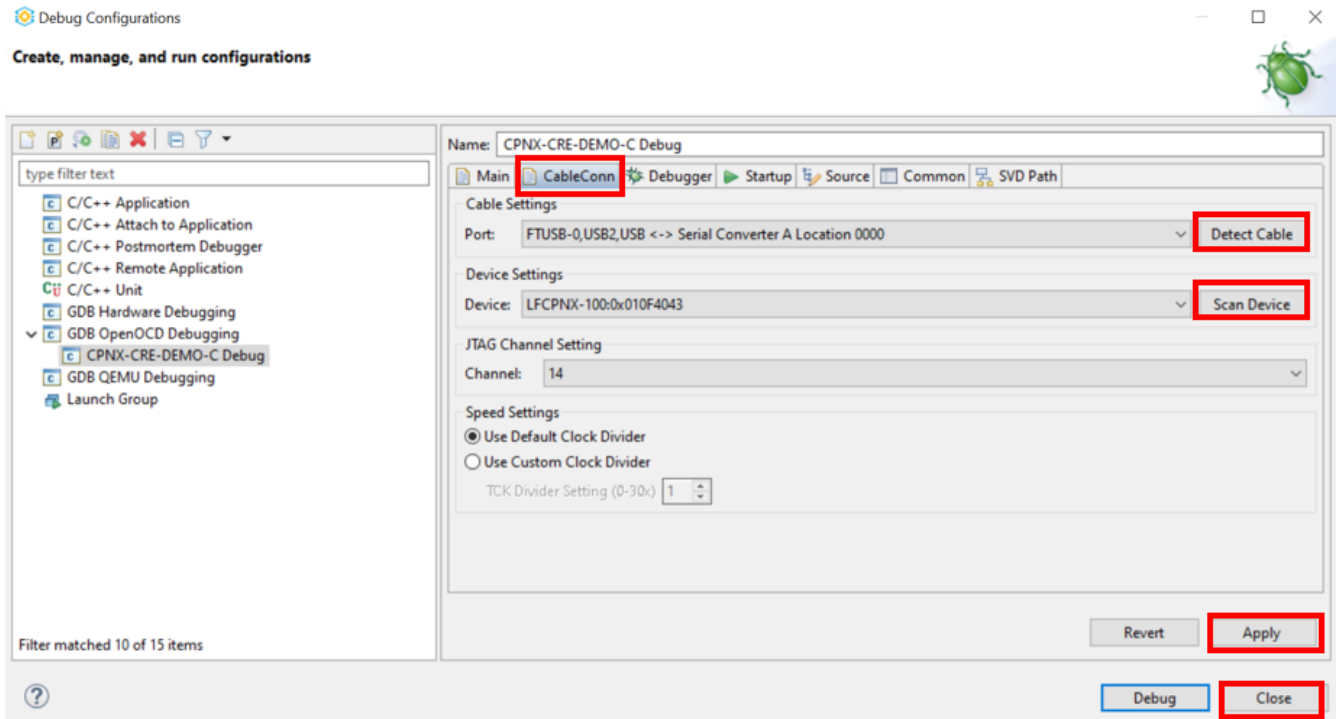 Debug Configurations
Create, manage, and run configurations
type filter text
C/C++ Application
C/C++ Attach to Application
C/C++ Postmortem Debugger
C/C++ Remote Application
C/C++ Unit
GDB Hardware Debugging
GDB OpenOCD Debugging
CPNX-CRE-DEMO-C Debug
GDB QEMU Debugging
Launch Group
Filter matched 10 of 15 items
Name: CPNX-CRE-DEMO-C Debug
Main CableConn Debugger Startup Source Common SVD Path
Cable Settings
Port: FTUSB-0,USB2,USB <-> Serial Converter A Location 0000 Detect Cable
Device Settings
Device: LFCPNX-100:0x010F4043 Scan Device
JTAG Channel Setting
Channel: 14
Speed Settings
Use Default Clock Divider
Use Custom Clock Divider
TCK Divider Setting (0-30x) 1
Revert Apply
Debug Close